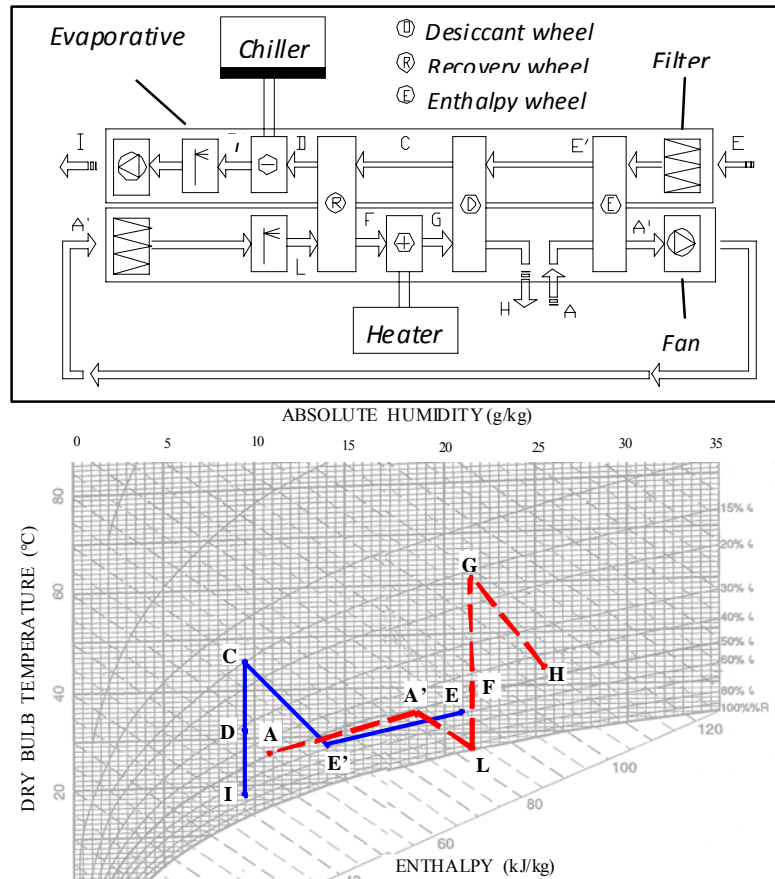 Evaporative
Chiller
D Desiccant wheel
R Recovery wheel
E Enthalpy wheel
Filter
I
D
C
E'
E
R
D
E
A'
F
G
A'
L
H
A
Heater
Fan
ABSOLUTE HUMIDITY (g/kg)
0 5 10 15 20 25 30 35
DRY BULB TEMPERATURE (°C)
80
60
40
20
15%
20%
30%
40%
50%
60%
80%
100%%R
G
C
H
F
A'
E
D
A
E'
L
I
120
100
80
60
40
ENTHALPY (kJ/kg)